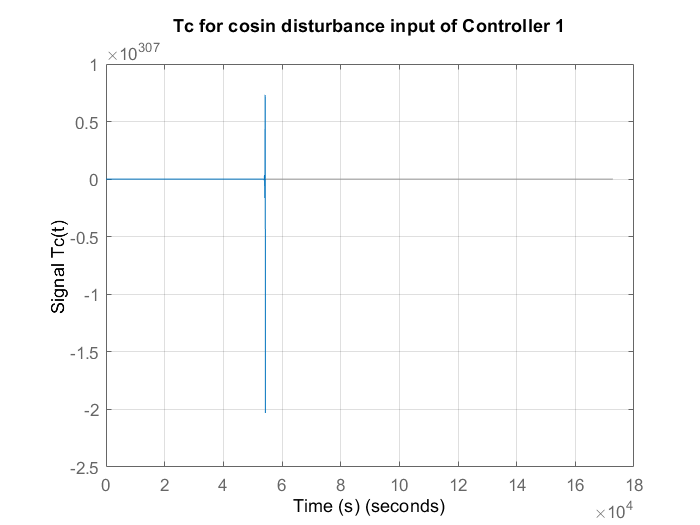 Tc for cosin disturbance input of Controller 1
×10^307
1
0.5
0
-0.5
-1
-1.5
-2
-2.5
Signal Tc(t)
0 2 4 6 8 10 12 14 16 18
Time (s) (seconds)
×10^4